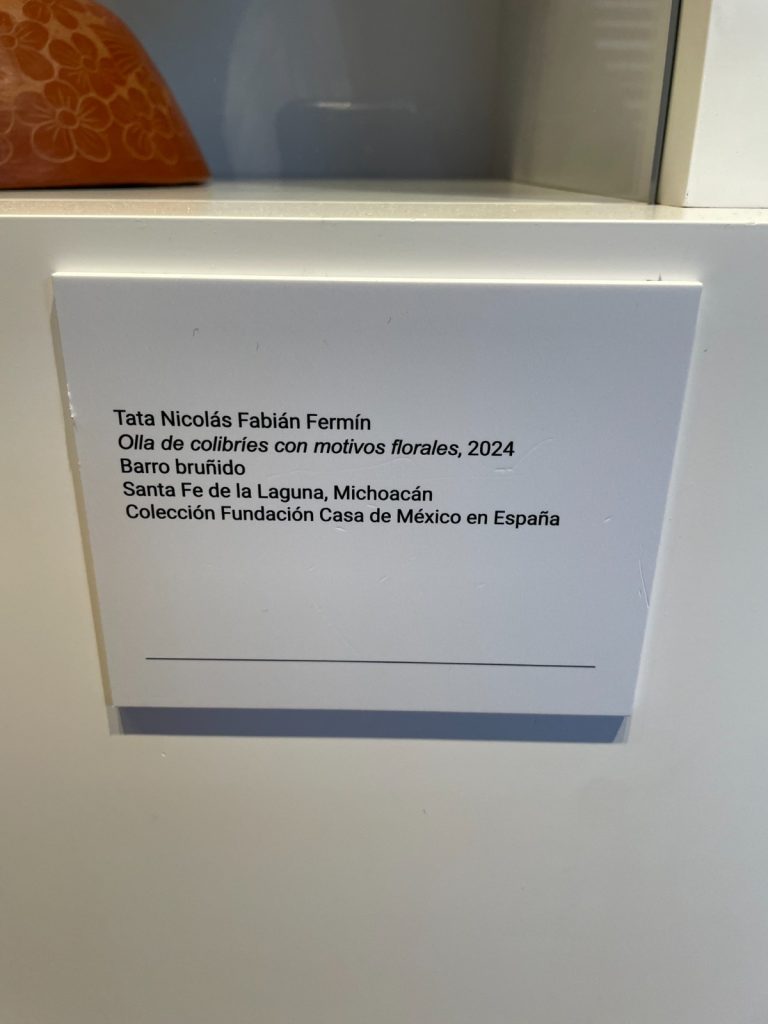 Tata Nicolás Fabián Fermín
Olla de colibríes con motivos florales, 2024
Barro bruñido
Santa Fe de la Laguna, Michoacán
Colección Fundación Casa de México en España